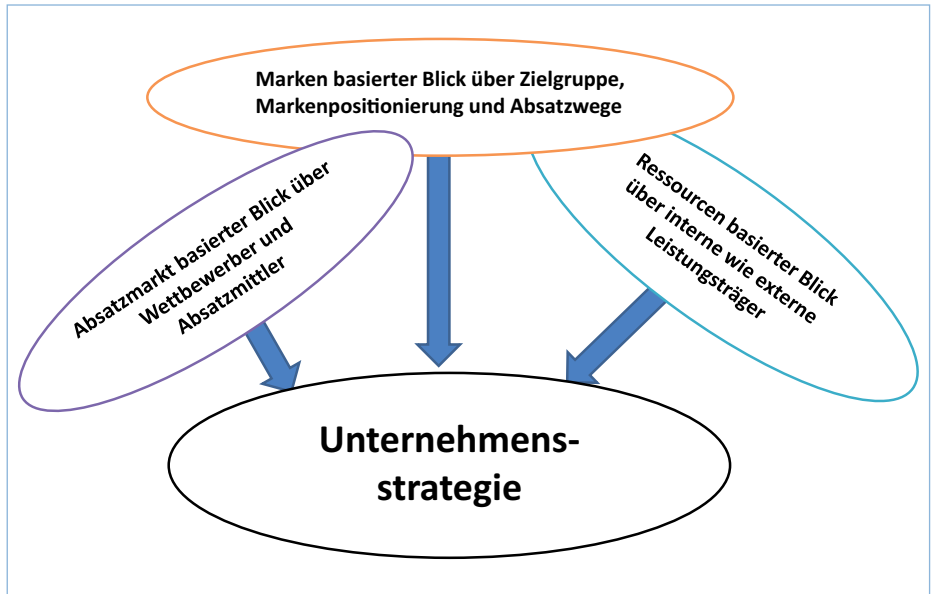 Marken basierter Blick über Zielgruppe,
Markenpositionierung und Absatzwege
Absatzmarkt basierter Blick über
Wettbewerber und
Absatzmittler
Ressourcen basierter Blick
über interne wie externe
Leistungsträger
Unternehmens-
strategie